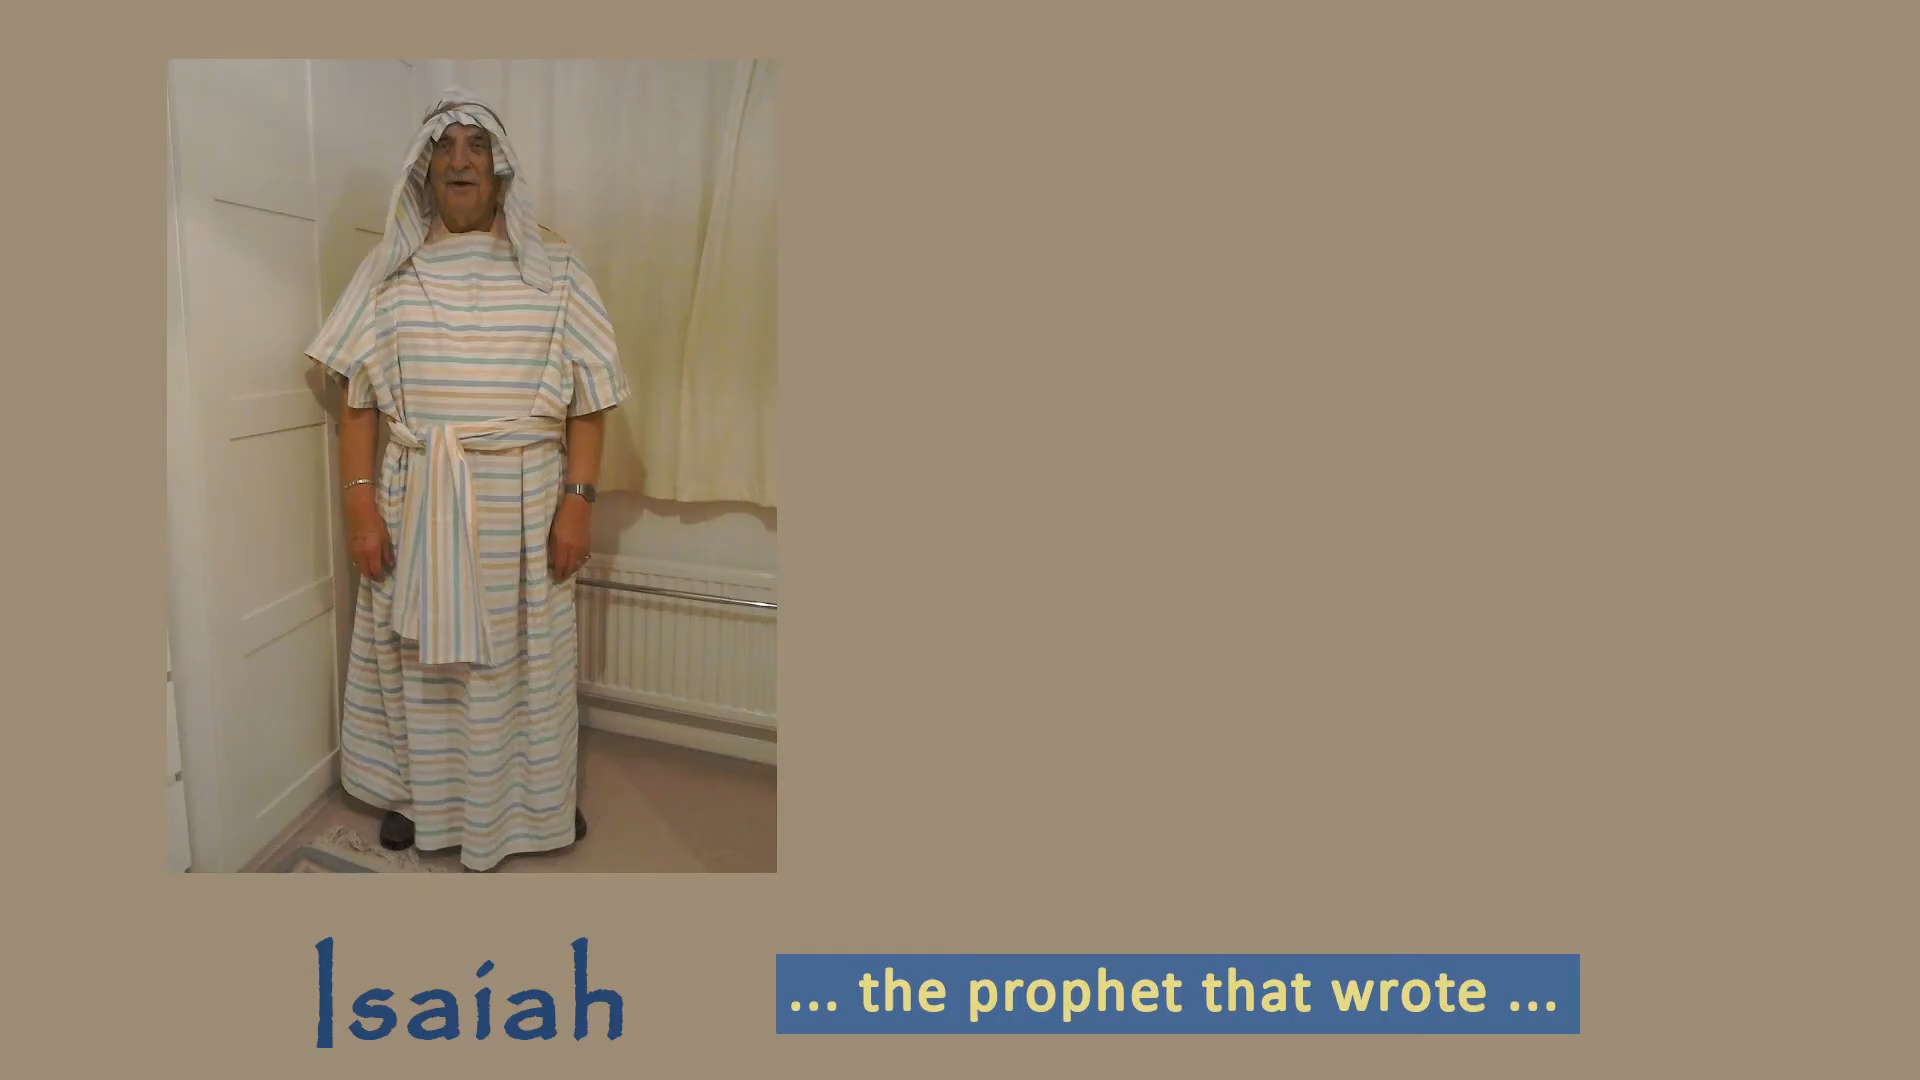 Isaiah
... the prophet that wrote ...